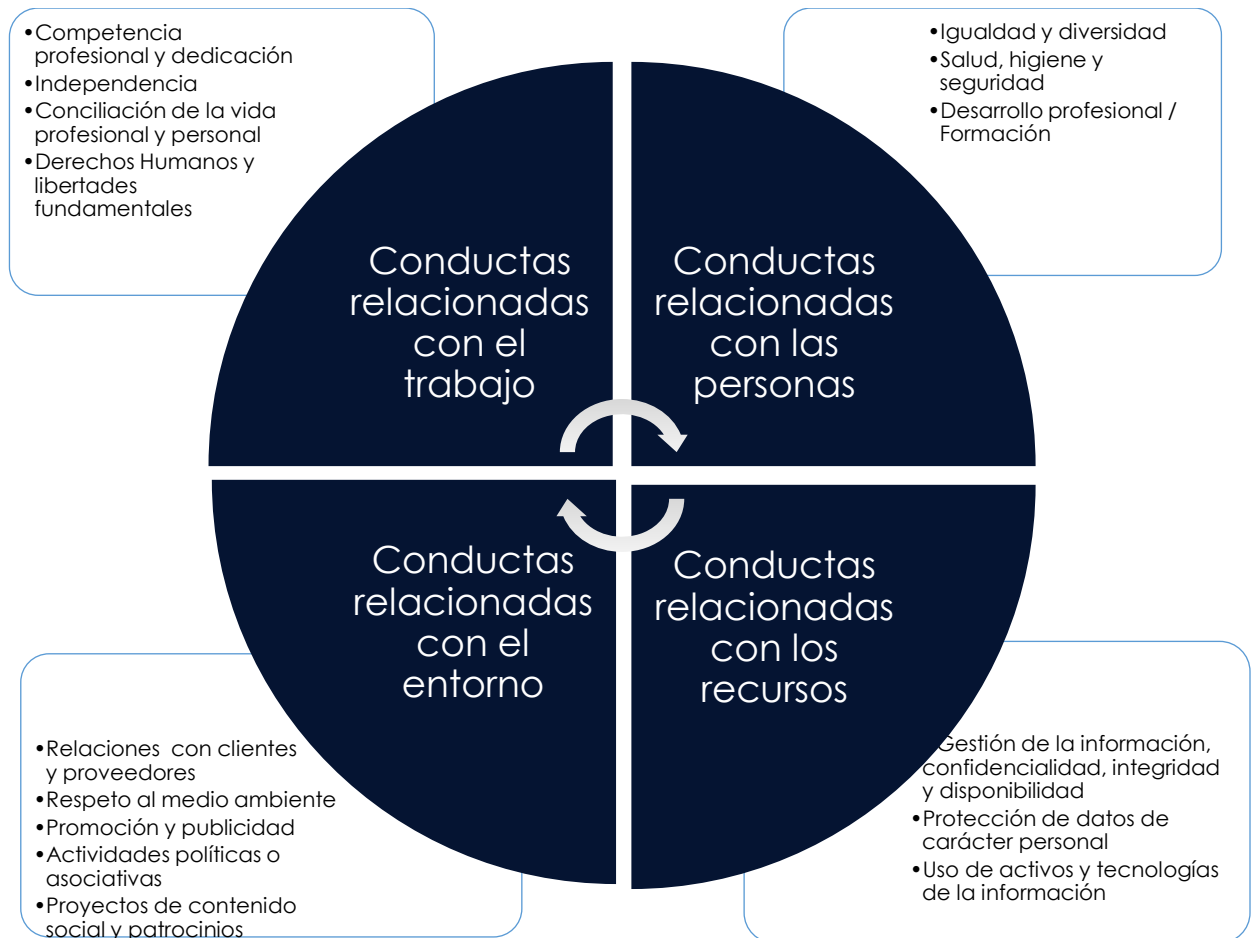 •Competencia
profesional y dedicación
•Independencia
•Conciliación de la vida
profesional y personal
•Derechos Humanos y
libertades
fundamentales
•Igualdad y diversidad
•Salud, higiene y
seguridad
•Desarrollo profesional /
Formación
Conductas
relacionadas
con el
trabajo
Conductas
relacionadas
con las
personas
Conductas
relacionadas
con el
entorno
Conductas
relacionadas
con los
recursos
•Relaciones  con clientes
y proveedores
•Respeto al medio ambiente
•Promoción y publicidad
•Actividades políticas o
asociativas
•Proyectos de contenido
social y patrocinios
Gestión de la información,
confidencialidad, integridad
y disponibilidad
•Protección de datos de
carácter personal
•Uso de activos y tecnologías
de la información